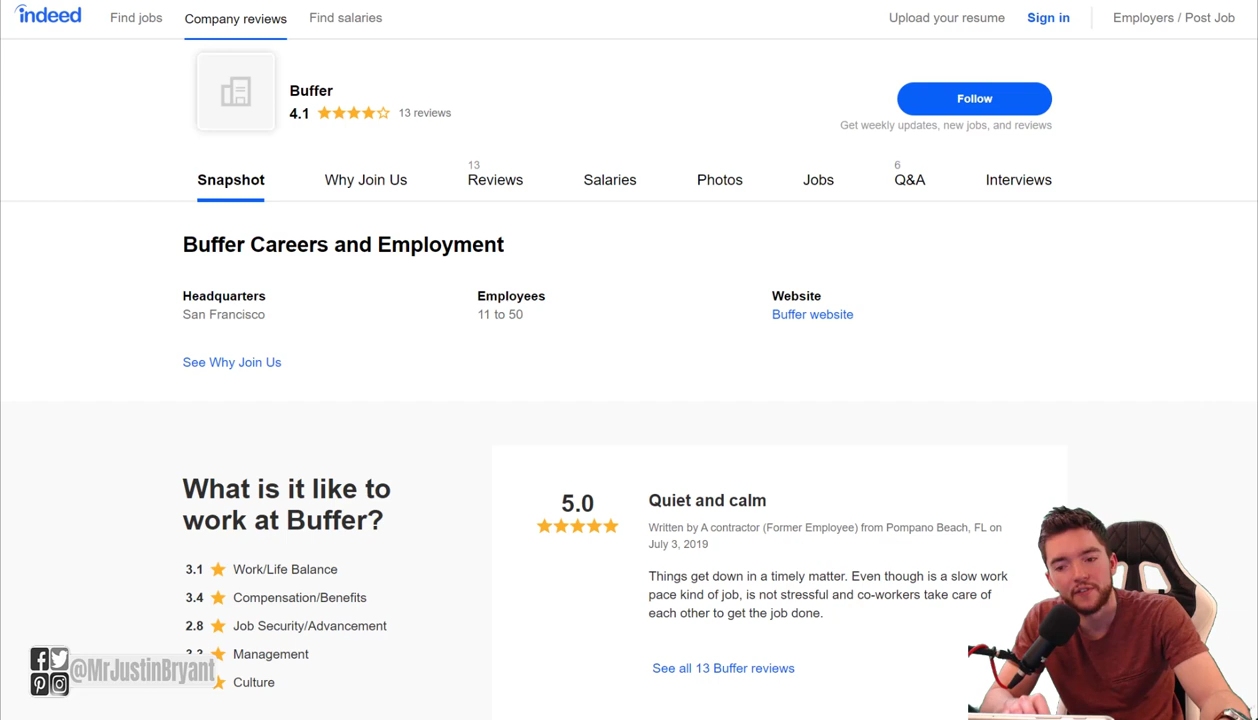 indeed
Find jobs
Company reviews
Find salaries
Upload your resume
Sign in
Employers / Post Job
Buffer
4.1
13 reviews
Follow
Get weekly updates, new jobs, and reviews
Snapshot
Why Join Us
13
Reviews
Salaries
Photos
Jobs
6
Q&A
Interviews
Buffer Careers and Employment
Headquarters
San Francisco
Employees
11 to 50
Website
Buffer website
See Why Join Us
What is it like to
work at Buffer?
3.1 Work/Life Balance
3.4 Compensation/Benefits
2.8 Job Security/Advancement
Management
Culture
5.0
Quiet and calm
Written by A contractor (Former Employee) from Pompano Beach, FL on
July 3, 2019
Things get down in a timely matter. Even though is a slow work
pace kind of job, is not stressful and co-workers take care of
each other to get the job done.
See all 13 Buffer reviews
@MrJustinBryant